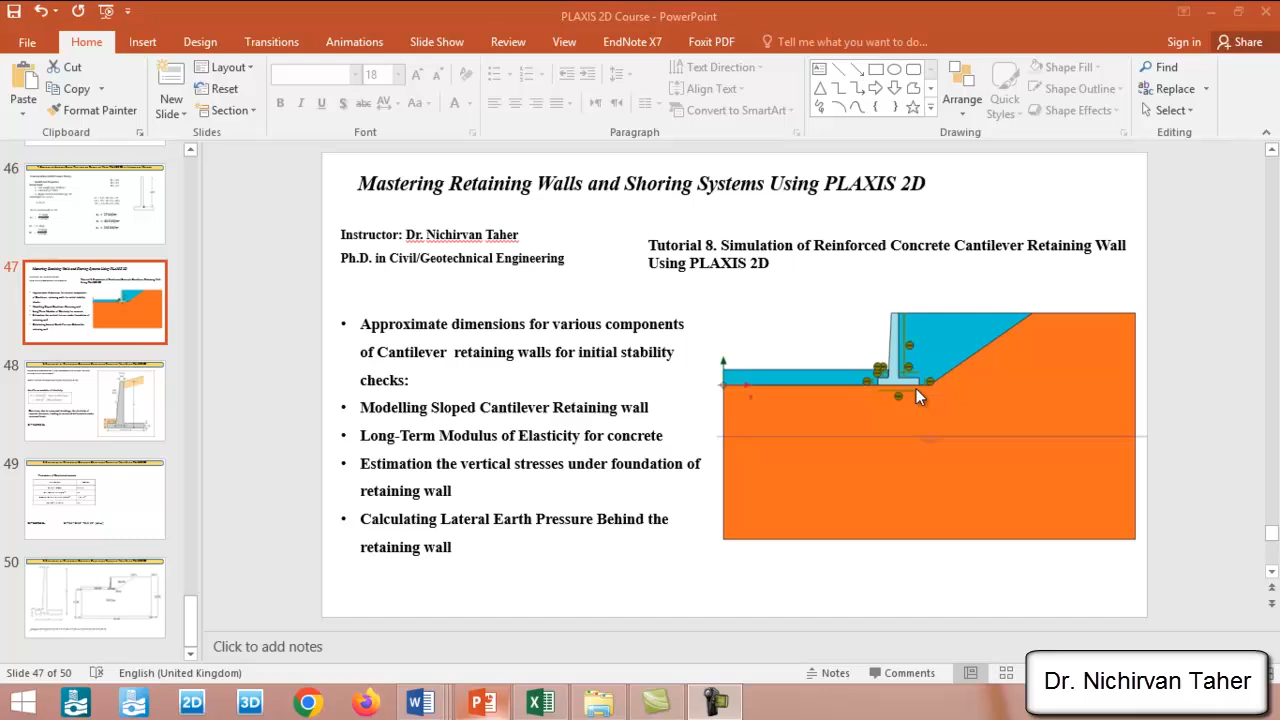 PLAXIS 2D Course - PowerPoint
File
Home
Insert
Design
Transitions
Animations
Slide Show
Review
View
EndNote X7
Foxit PDF
Tell me what you want to do...
Sign in
Share
Paste
Cut
Copy
Format Painter
Clipboard
New
Slide
Layout
Reset
Section
Slides
18
B I U S abc AV Aa A
Font
Text Direction
Align Text
Convert to SmartArt
Paragraph
Arrange
Quick
Styles
Shape Fill
Shape Outline
Shape Effects
Drawing
Find
Replace
Select
Editing
46
47
48
49
50
Mastering Retaining Walls and Shoring System Using PLAXIS 2D
Instructor: Dr. Nichirvan Taher
Ph.D. in Civil/Geotechnical Engineering
Tutorial 8. Simulation of Reinforced Concrete Cantilever Retaining Wall
Using PLAXIS 2D
• Approximate dimensions for various components
of Cantilever retaining walls for initial stability
checks:
• Modelling Sloped Cantilever Retaining wall
• Long-Term Modulus of Elasticity for concrete
• Estimation the vertical stresses under foundation of
retaining wall
• Calculating Lateral Earth Pressure Behind the
retaining wall
Click to add notes
Slide 47 of 50
English (United Kingdom)
Notes
Comments
2D
3D
Dr. Nichirvan Taher